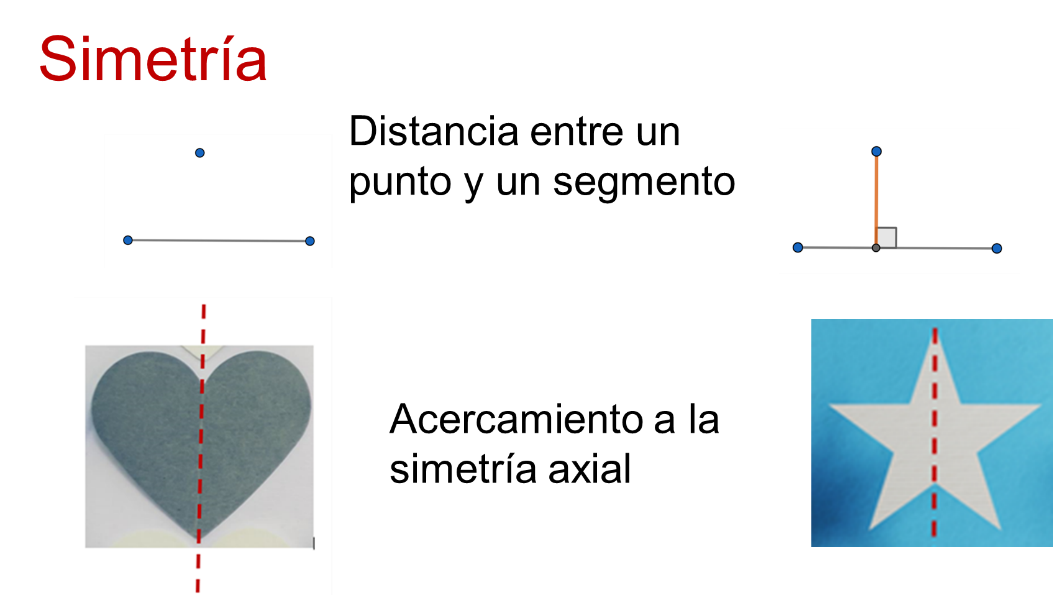 Simetría
Distancia entre un
punto y un segmento
Acercamiento a la
simetría axial